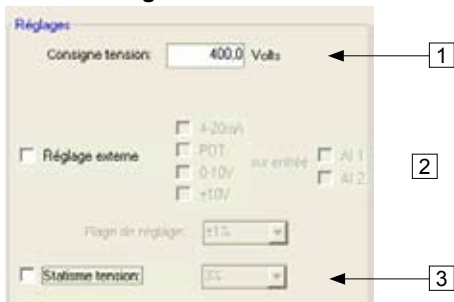 Réglages
Consigne tension: 400,0 Volts
1
4-20mA
Réglage externe
POT
sur entrée
AI 1
0-10V
AI 2
2
±10V
Plage de réglage: ±1%
Statisme tension: 3%
3